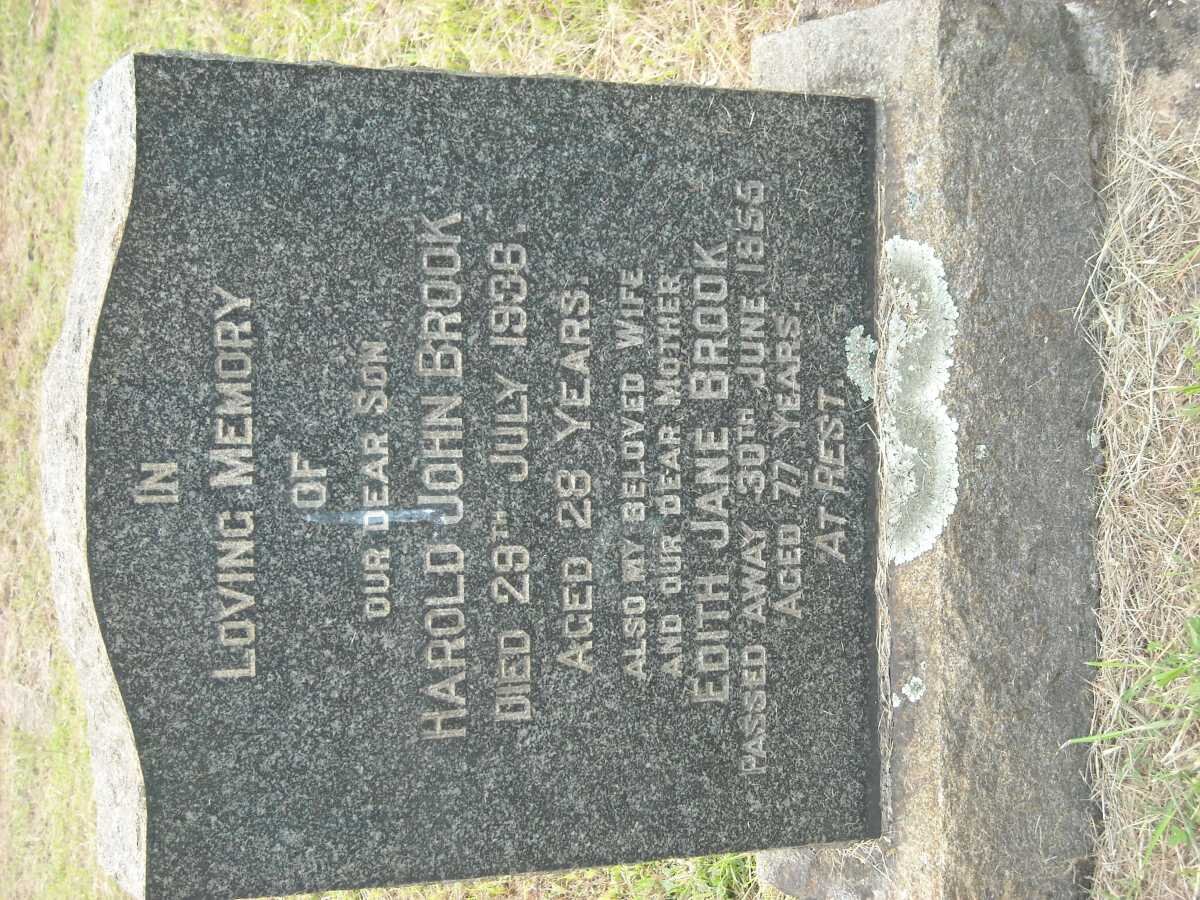 IN
LOVING MEMORY
OF
OUR DEAR SON
HAROLD JOHN BROOK
DIED 29TH JULY 1938.
AGED 28 YEARS.
ALSO MY BELOVED WIFE
AND OUR DEAR MOTHER
EDITH JANE BROOK
PASSED AWAY 30TH JUNE 1955
AGED 77 YEARS.
AT REST.